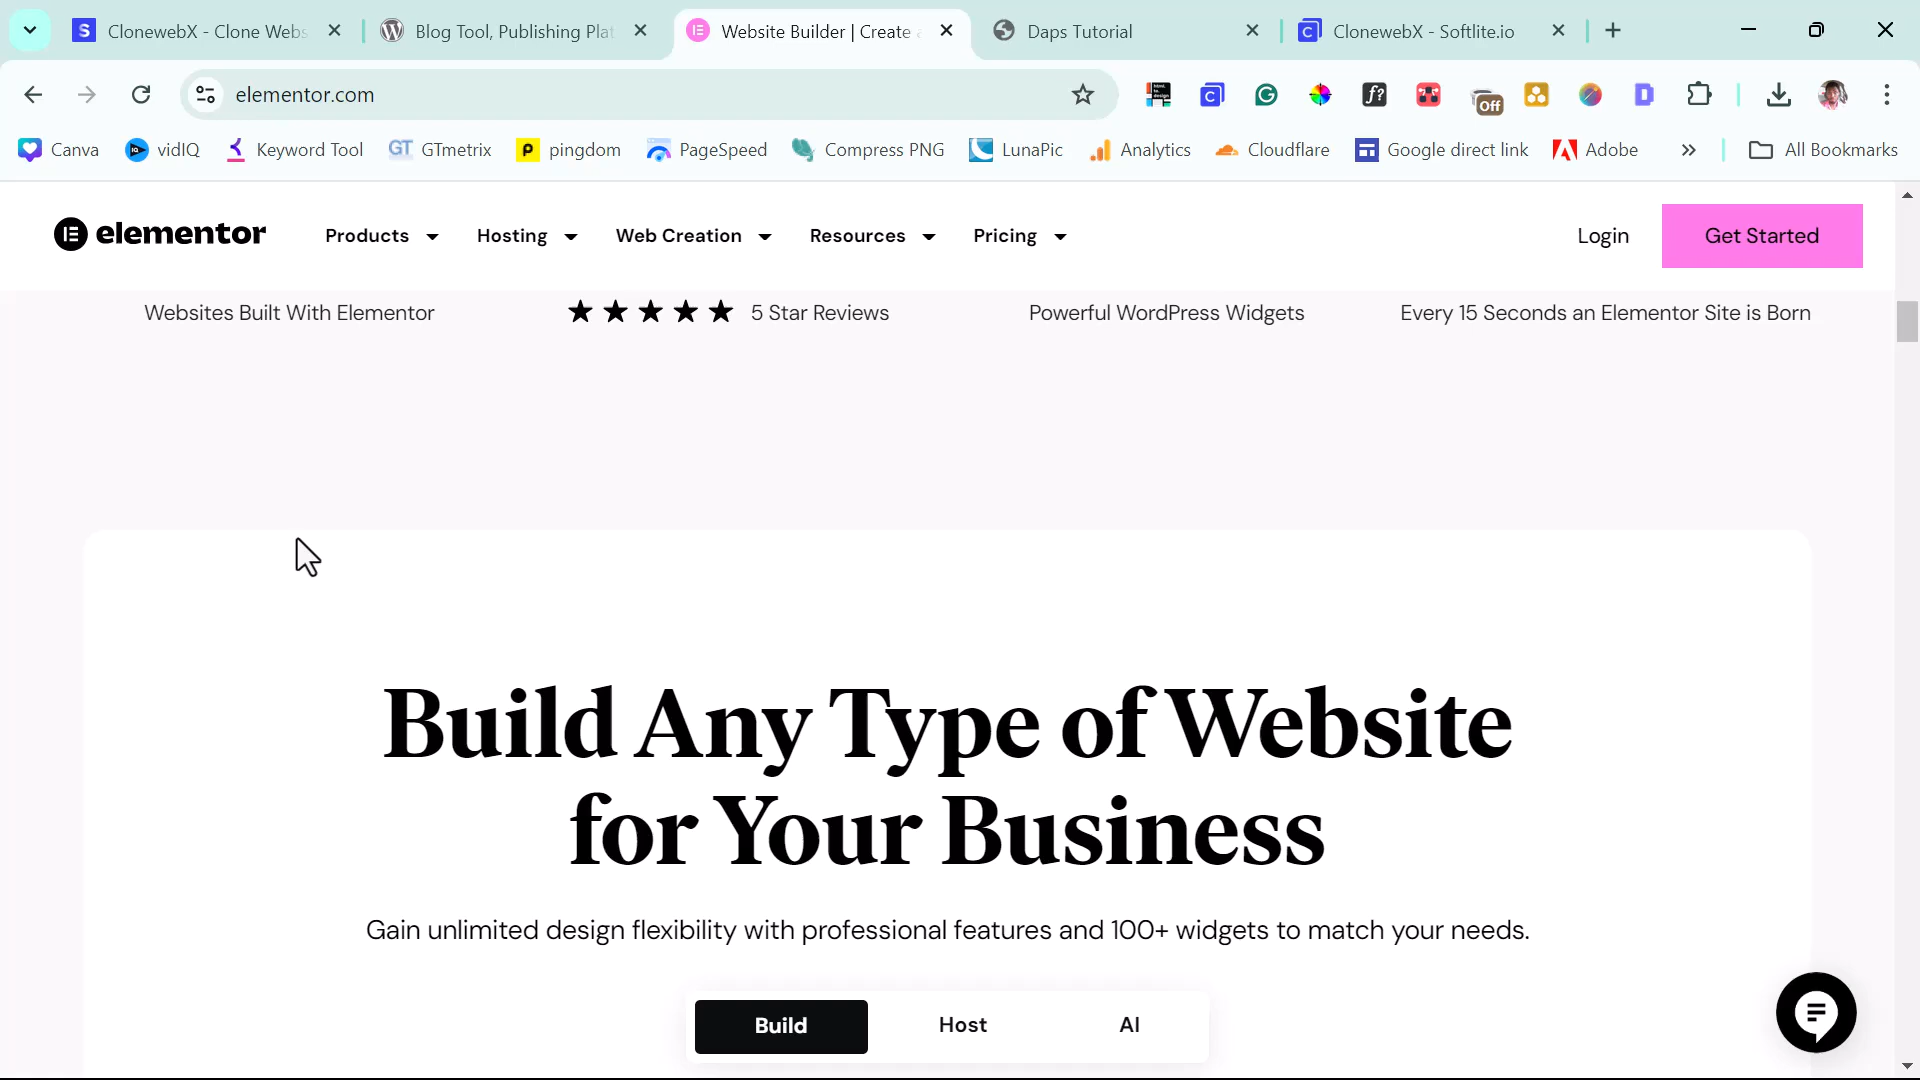 ClonewebX - Clone Webs
Blog Tool, Publishing Plat
Website Builder | Create a
Daps Tutorial
ClonewebX - Softlite.io
elementor.com
Off
Canva
vidIQ
Keyword Tool
GTmetrix
pingdom
PageSpeed
Compress PNG
LunaPic
Analytics
Cloudflare
Google direct link
Adobe
All Bookmarks
elementor
Products
Hosting
Web Creation
Resources
Pricing
Login
Get Started
Websites Built With Elementor
5 Star Reviews
Powerful WordPress Widgets
Every 15 Seconds an Elementor Site is Born
Build Any Type of Website
for Your Business
Gain unlimited design flexibility with professional features and 100+ widgets to match your needs.
Build
Host
AI